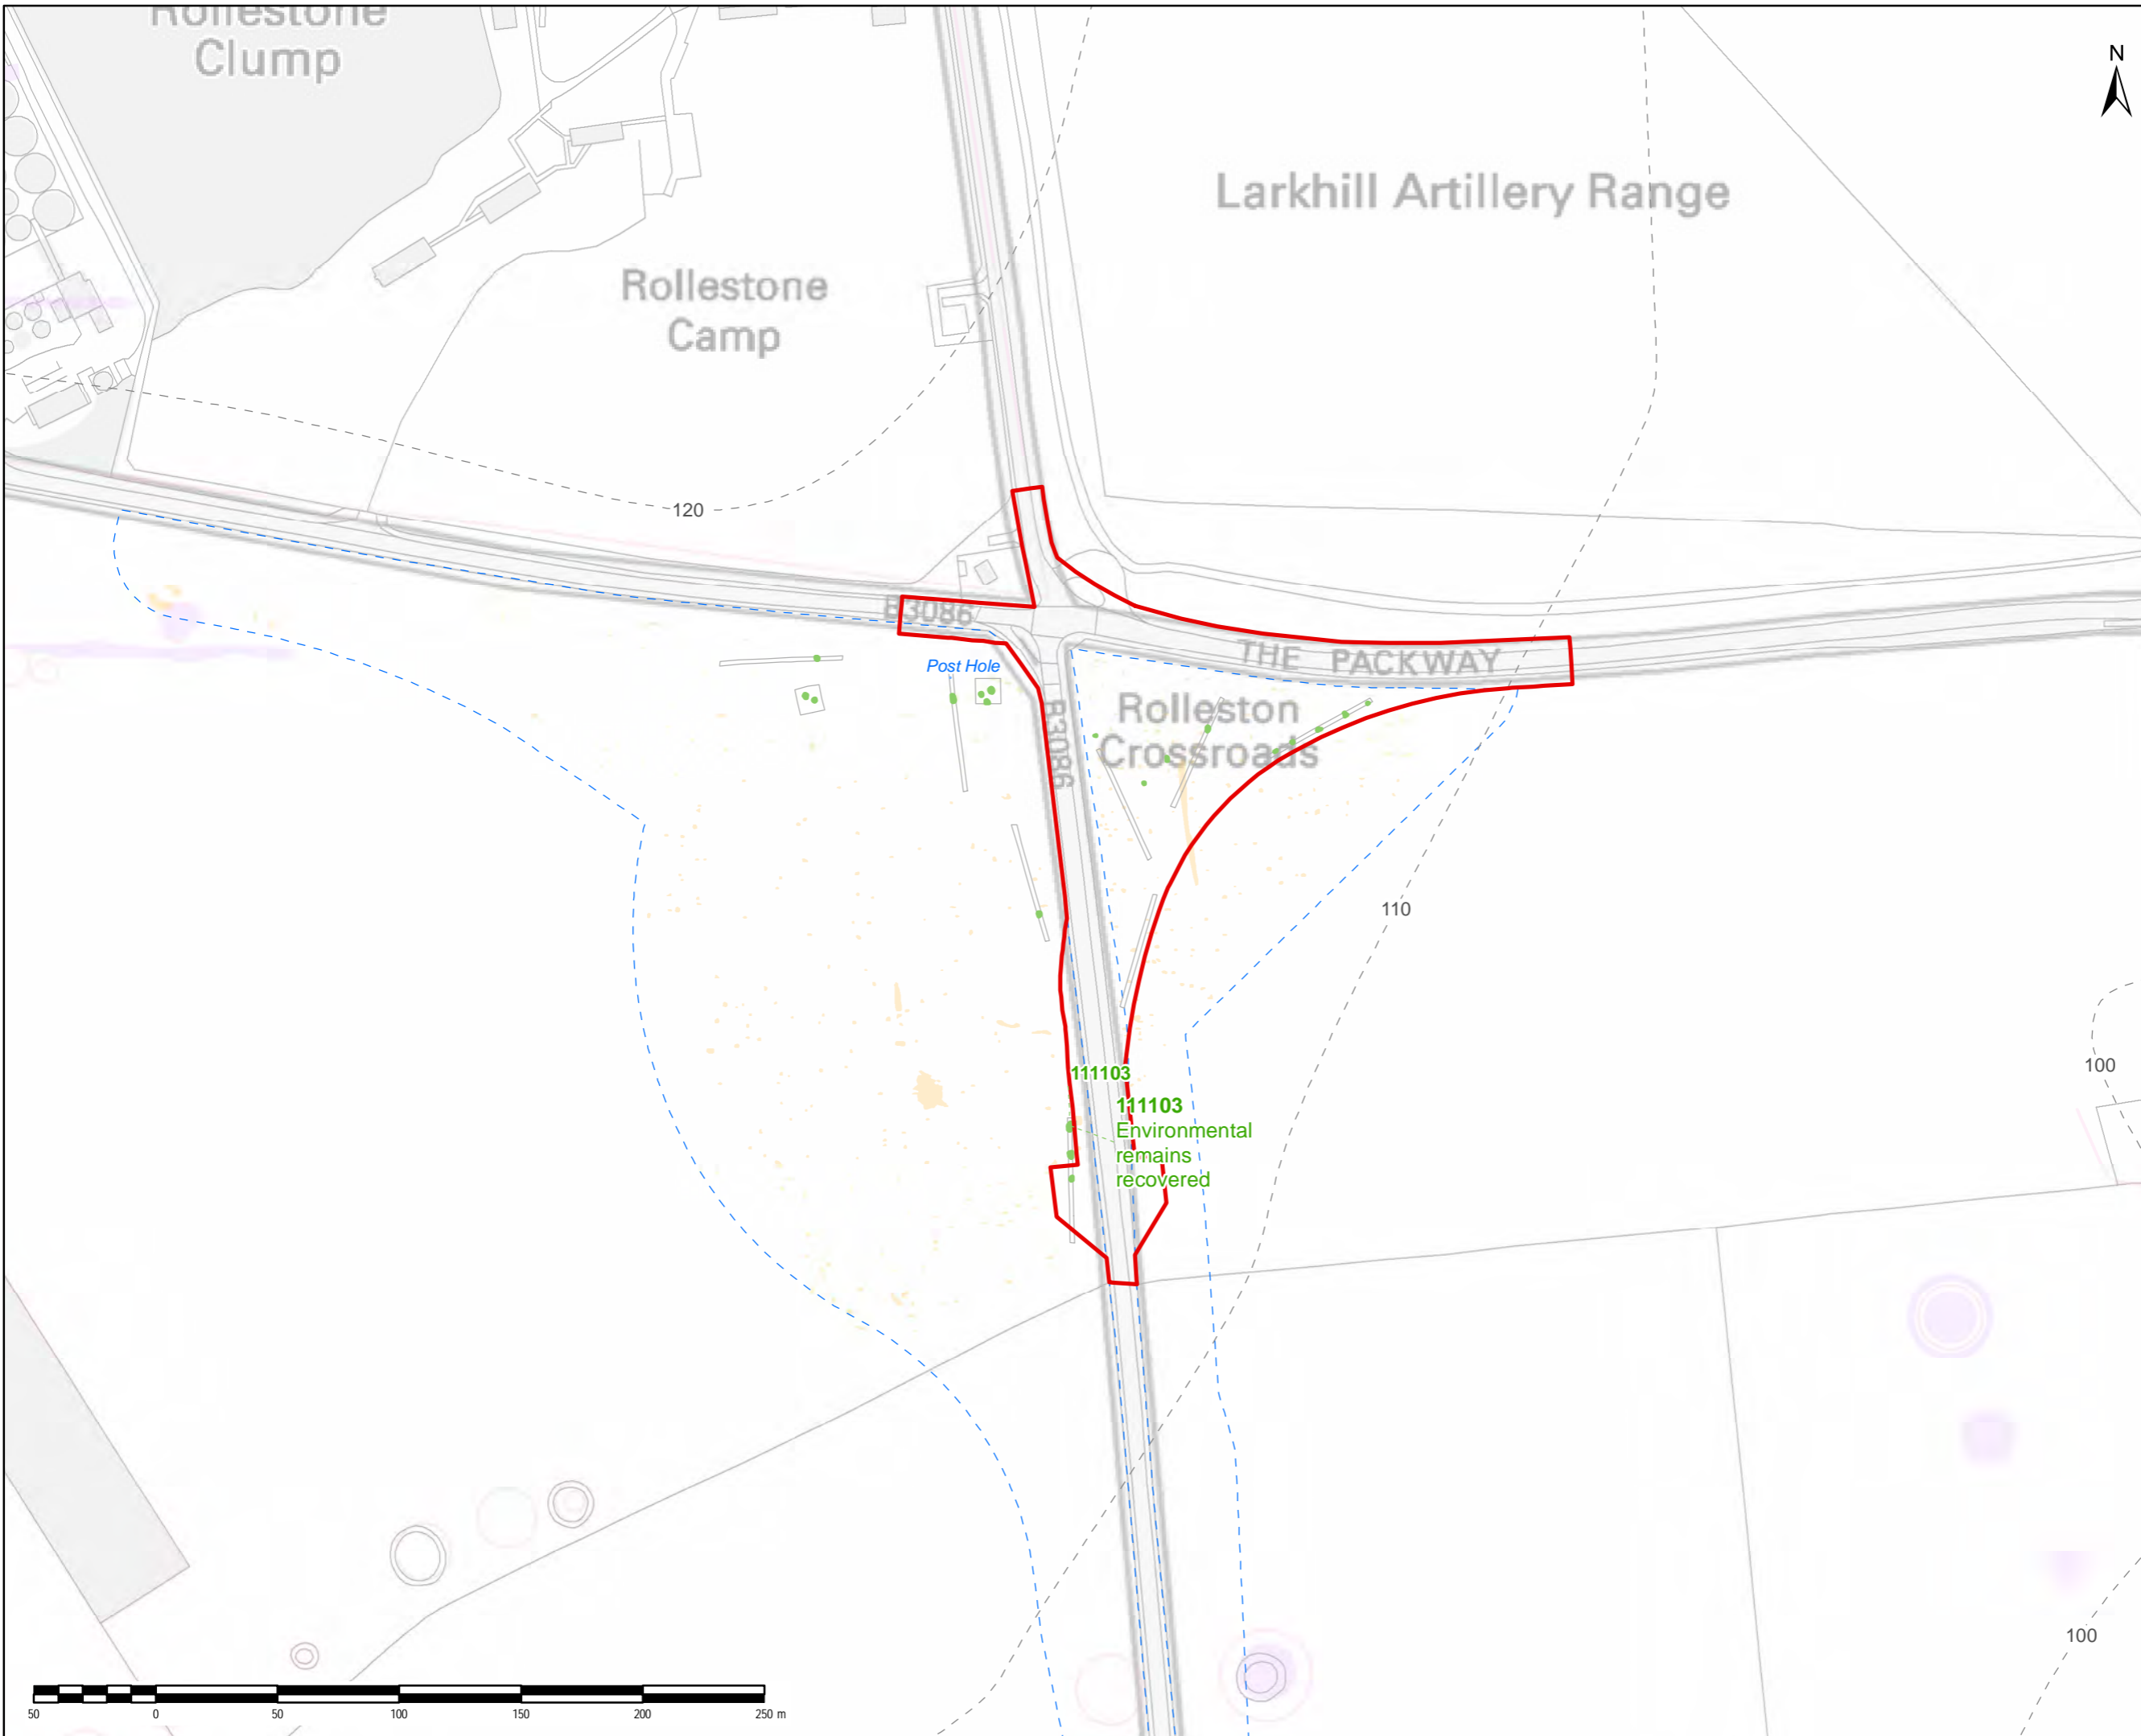 Rollestone
Clump
N
Larkhill Artillery Range
Rollestone
Camp
120
B3086
THE PACKWAY
Post Hole
Rolleston
Crossroads
B3086
110
100
111103
111103
Environmental
remains
recovered
100
50 0 50 100 150 200 250 m